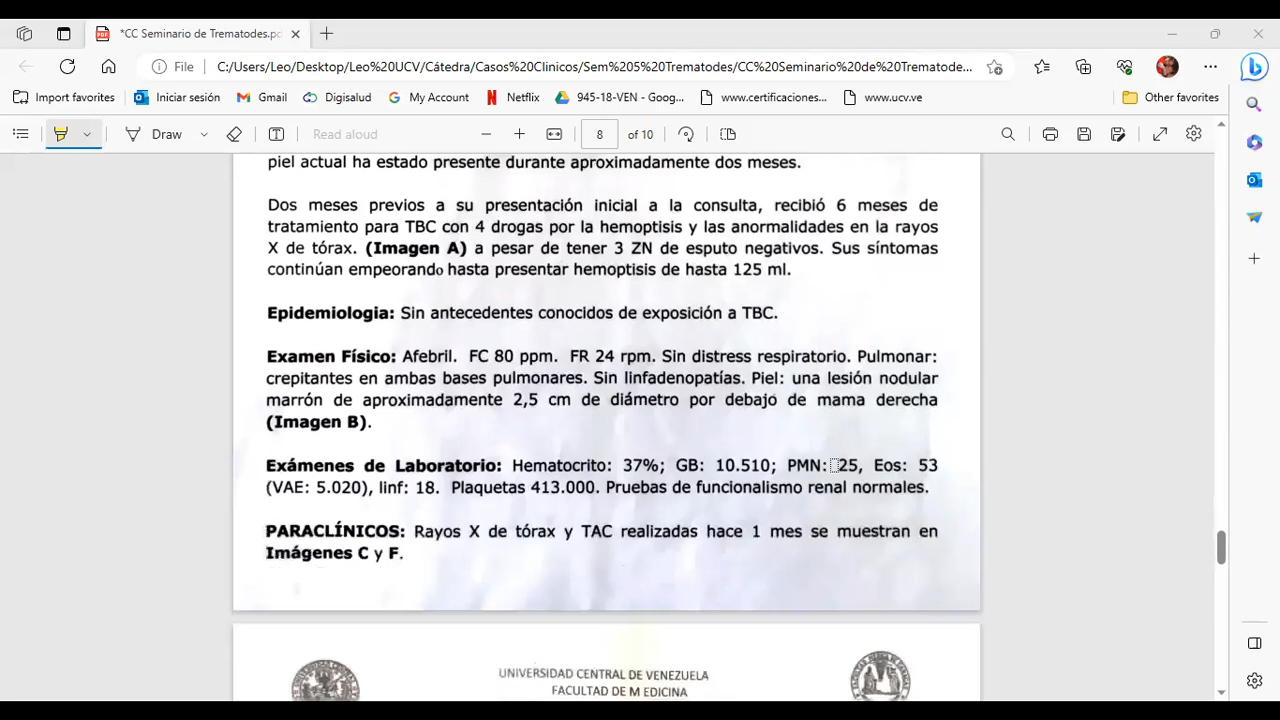 *CC Seminario de Trematodes.pd
File
C:/Users/Leo/Desktop/Leo%20UCV/Cátedra/Casos%20Clínicos/Sem%205%20Trematodes/CC%20Seminario%20de%20Trematode...
Import favorites
Iniciar sesión
Gmail
Digisalud
My Account
Netflix
945-18-VEN - Goog...
www.certificaciones...
www.ucv.ve
Other favorites
Draw
Read aloud
8 of 10
piel actual ha estado presente durante aproximadamente dos meses.
Dos meses previos a su presentación inicial a la consulta, recibió 6 meses de
tratamiento para TBC con 4 drogas por la hemoptisis y las anormalidades en la rayos
X de tórax. (Imagen A) a pesar de tener 3 ZN de esputo negativos. Sus síntomas
continúan empeorando hasta presentar hemoptisis de hasta 125 ml.
Epidemiologia: Sin antecedentes conocidos de exposición a TBC.
Examen Físico: Afebril. FC 80 ppm. FR 24 rpm. Sin distress respiratorio. Pulmonar:
crepitantes en ambas bases pulmonares. Sin linfadenopatías. Piel: una lesión nodular
marrón de aproximadamente 2,5 cm de diámetro por debajo de mama derecha
(Imagen B).
Exámenes de Laboratorio: Hematocrito: 37%; GB: 10.510; PMN: 25, Eos: 53
(VAE: 5.020), linf: 18. Plaquetas 413.000. Pruebas de funcionalismo renal normales.
PARACLÍNICOS: Rayos X de tórax y TAC realizadas hace 1 mes se muestran en
Imágenes C y F.
UNIVERSIDAD CENTRAL DE VENEZUELA
FACULTAD DE M EDICINA